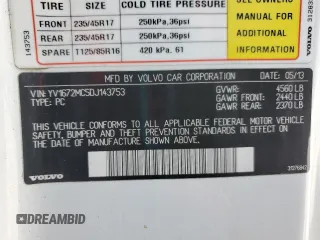 COLD TIRE PRESSURE
FRONT 235/45R17 250kPa,36psi
REAR 235/45R17 250kPa,36psi
SPARE T125/85R16 420 kPa, 61
SEE OWNERS
MANUAL FOR
ADDITIONAL
INFORMATION
143753
MFD BY VOLVO CAR CORPORATION 05/13
VIN: YV1672MC5DJ143753
TYPE: PC
GVWR: 4560 LB
GAWR FRONT: 2440 LB
GAWR REAR: 2370 LB
THIS VEHICLE CONFORMS TO ALL APPLICABLE FEDERAL MOTOR VEHICLE
SAFETY, BUMPER AND THEFT PREVENTION STANDARDS IN EFFECT ON THE
DATE OF MANUFACTURE SHOWN ABOVE
VOLVO
DREAMBID